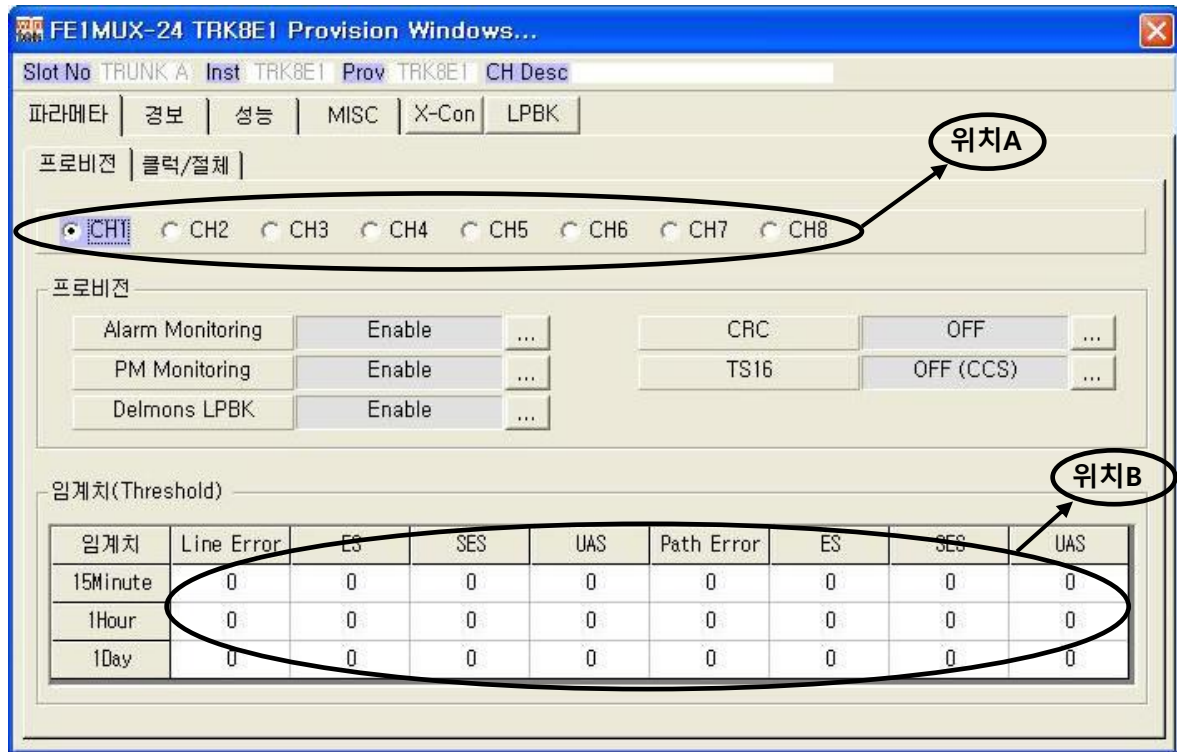 FE1MUX-24 TRK8E1 Provision Windows...
Slot No TRUNK A Inst TRK8E1 Prov TRK8E1 CH Desc
파라메타 경보 성능 MISC X-Con LPBK
위치A
프로비전 클럭/절체
CH1 CH2 CH3 CH4 CH5 CH6 CH7 CH8
프로비전
Alarm Monitoring Enable ... CRC OFF ...
PM Monitoring Enable ... TS16 OFF (CCS) ...
Delmons LPBK Enable ...
위치B
임계치(Threshold)
임계치 Line Error ES SES UAS Path Error ES SES UAS
15Minute 0 0 0 0 0 0 0 0
1Hour 0 0 0 0 0 0 0 0
1Day 0 0 0 0 0 0 0 0